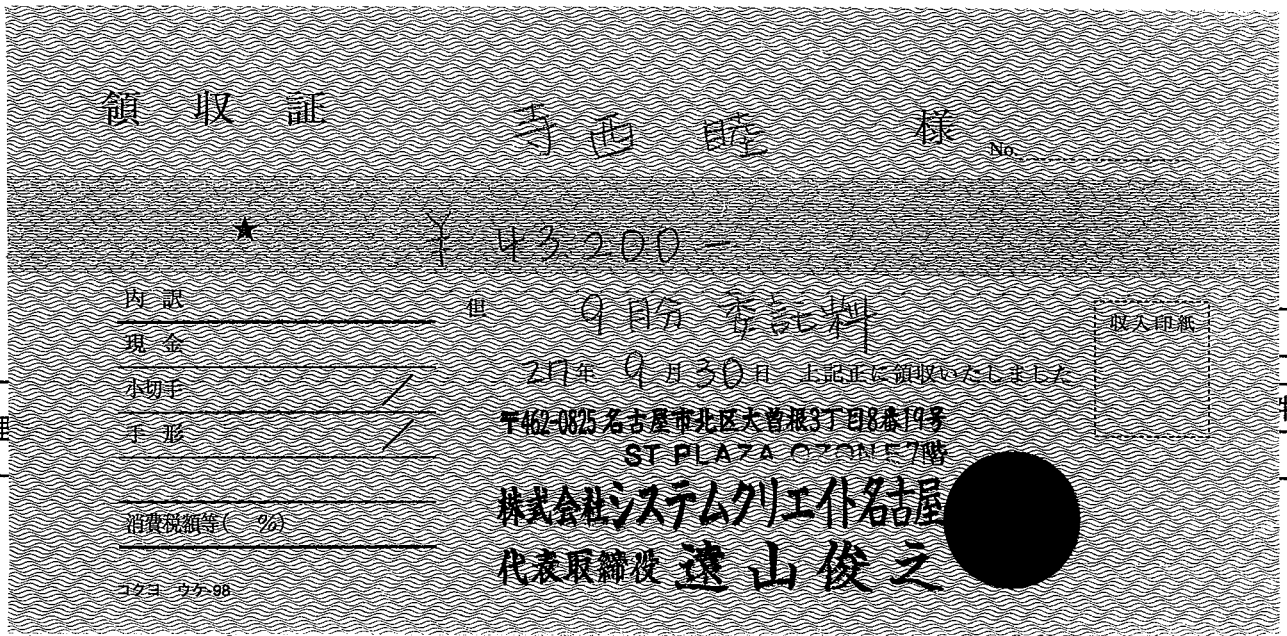 領収証 寺西 睦 様 No.
★ ¥43,200-
内訳 但 9月分 委託料
現金 収入印紙
小切手 27年 9月30日 上記正に領収いたしました
手形 〒462-0825 名古屋市北区大曽根3丁目8番19号
ST PLAZA OZONE 7階
株式会社システムクリエイト名古屋
消費税額等( %)
代表取締役 遠山俊之
コクヨ ウケ-98